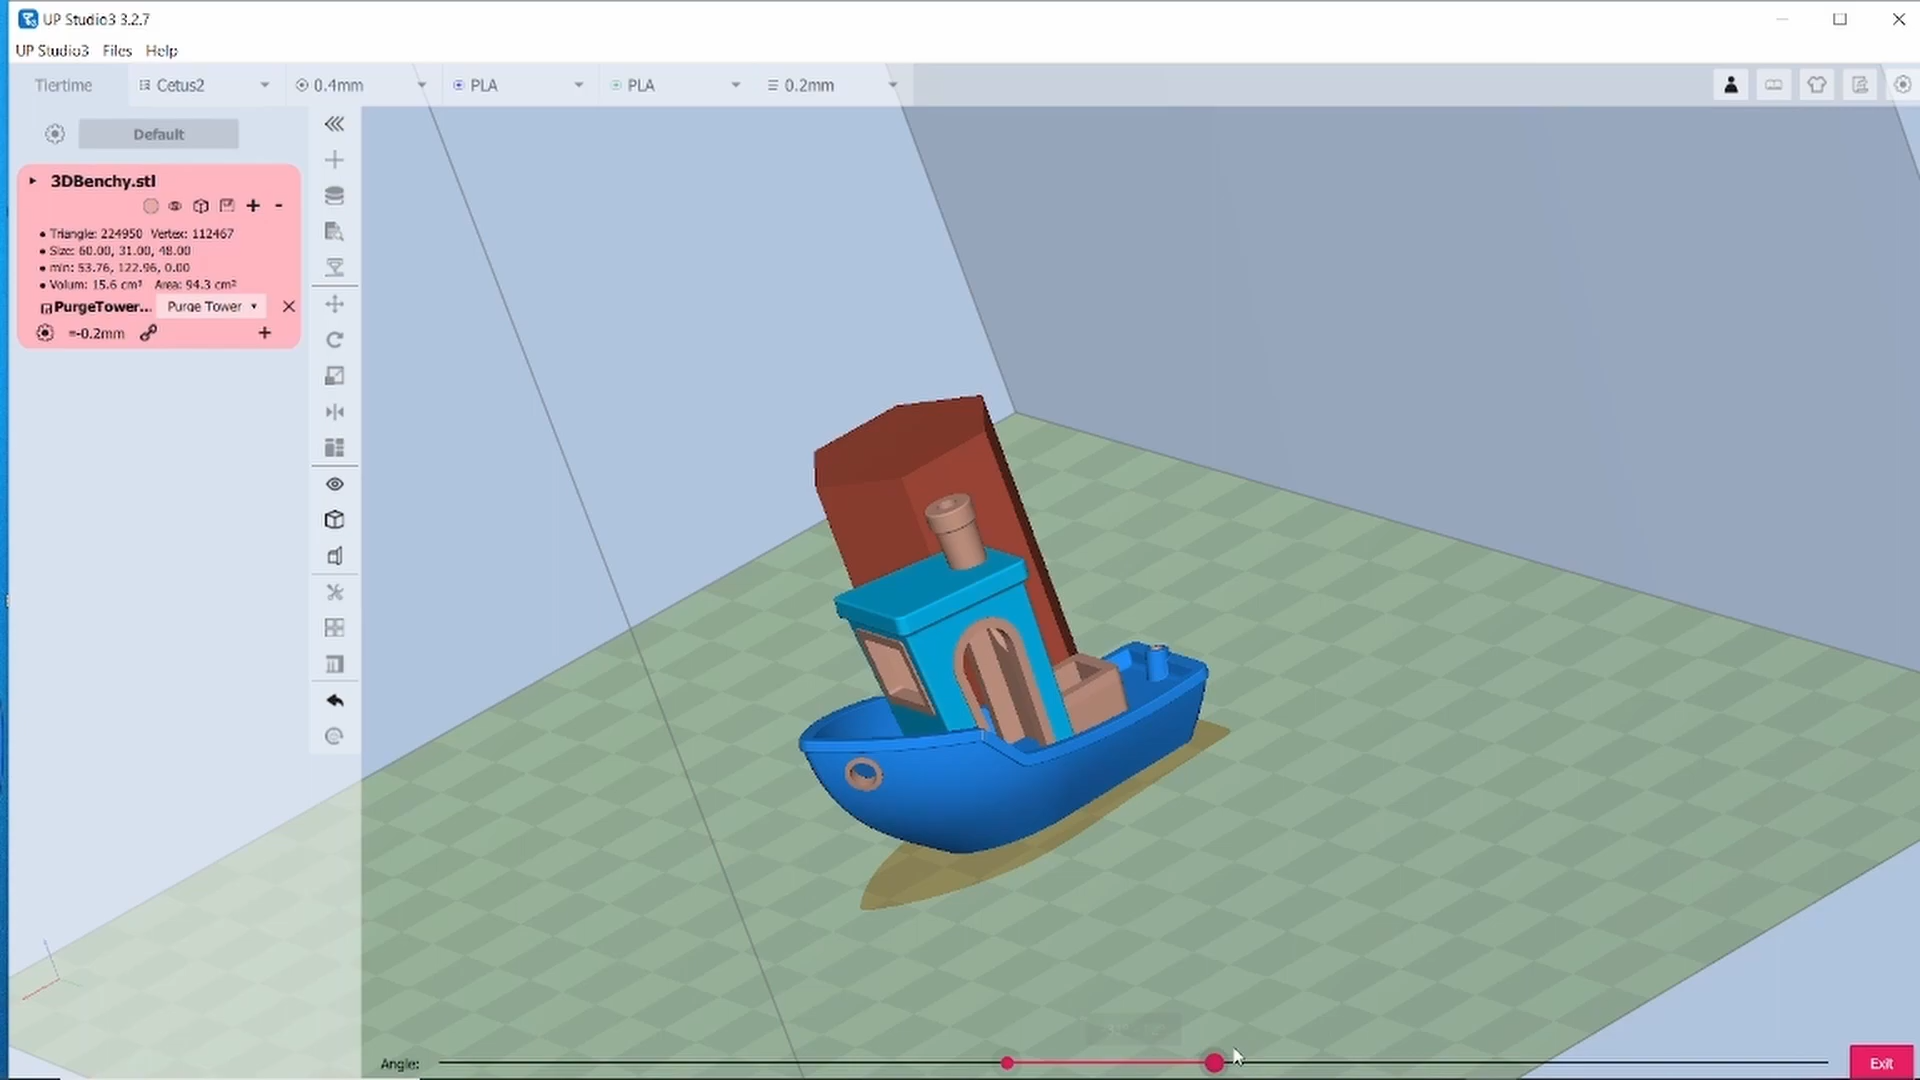 UP Studio3 3.2.7
UP Studio3 Files Help
Tiertime Cetus2 0.4mm PLA PLA 0.2mm
Default
3DBenchy.stl
Triangle: 224950 Vertex: 112467
Size: 60.00, 31.00, 48.00
min: 53.76, 122.96, 0.00
Volum: 15.6 cm³ Area: 94.3 cm²
PurgeTower... Purge Tower
=-0.2mm
Angle:
Exit